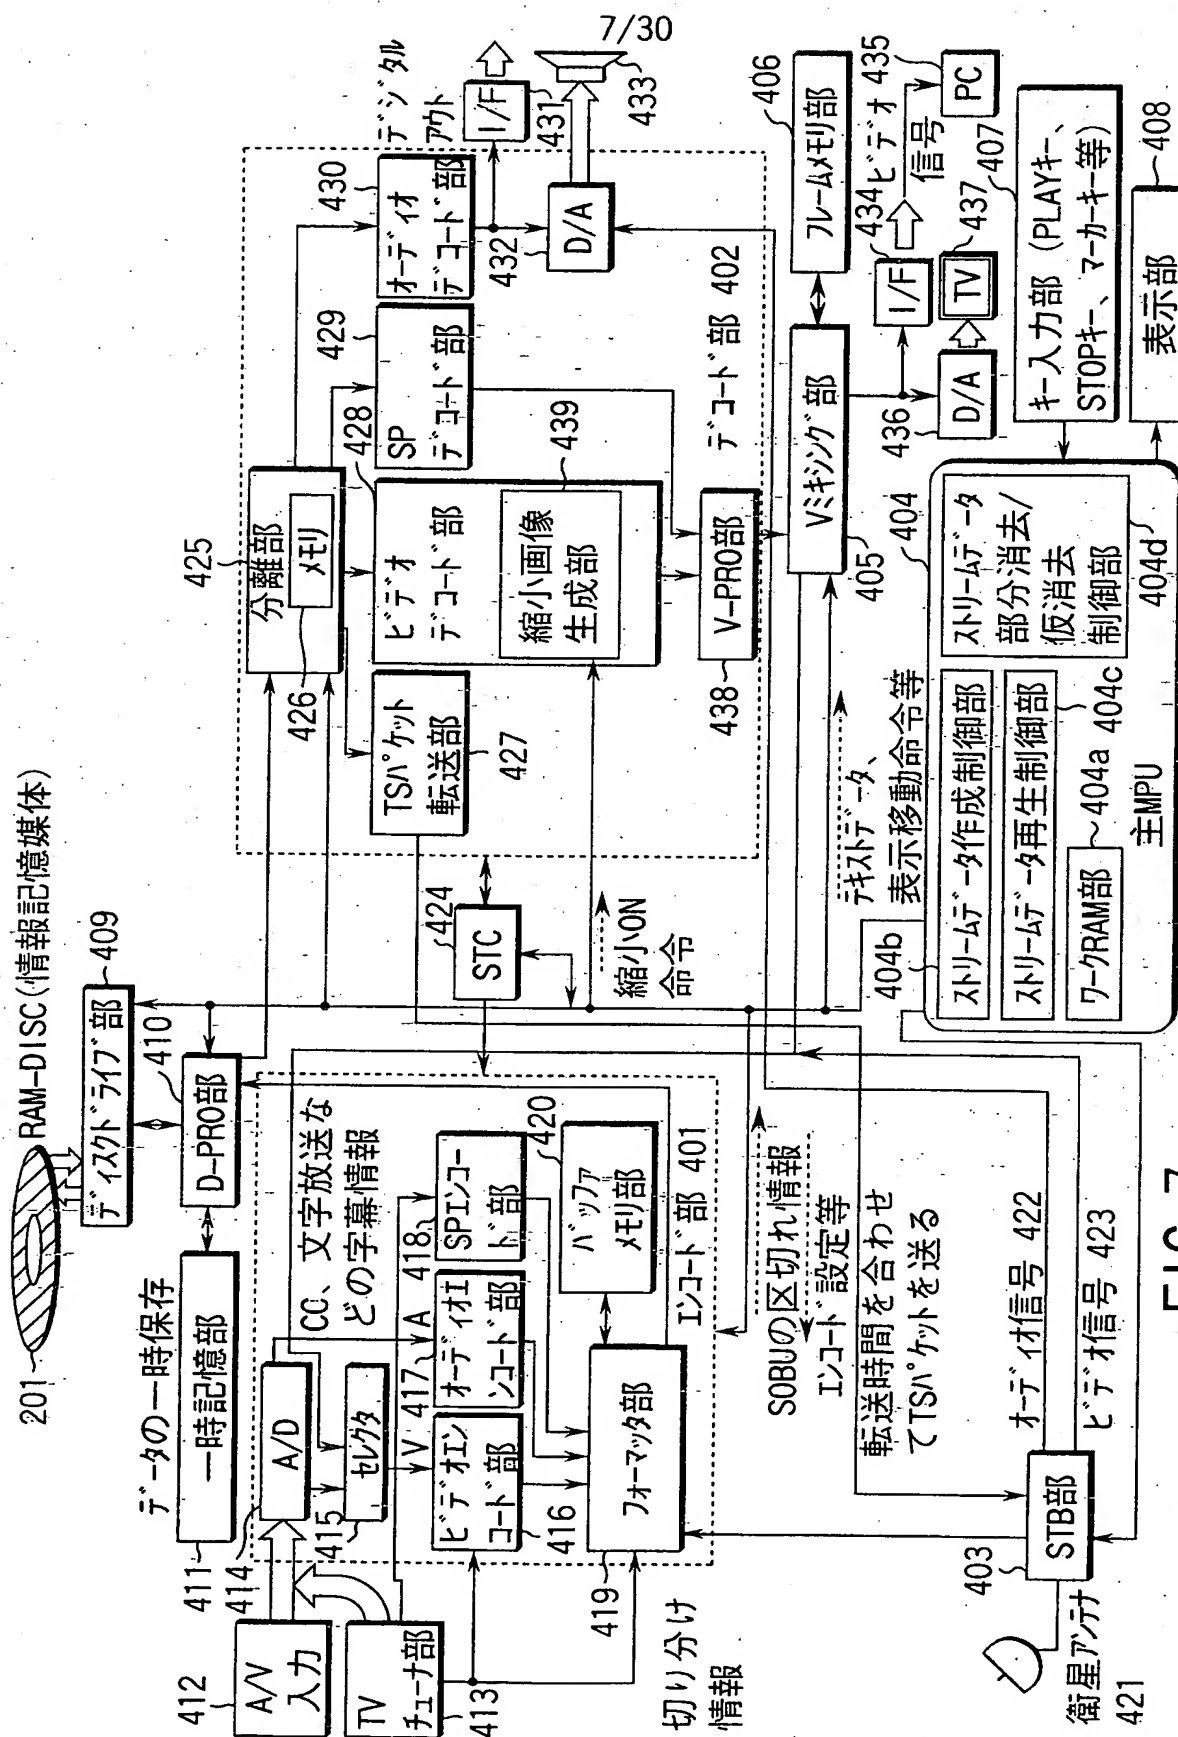 7/30
RAM-DISC(情報記憶媒体)
201
ディスクドライブ部
409
D-PRO部
410
データの一時保存
一時記憶部
411
A/V
入力
412
TV
チューナ部
413
A/D
414
セレクタ
415
CC、文字放送な
どの字幕情報
V
A
ビデオエン
コード部
416
オーディオエ
ンコード部
417
SPエンコー
ド部
418
フォーマッタ部
419
バッファ
メモリ部
420
エンコード部 401
切り分け
情報
STC
424
縮小ON
命令
分離部
425
メモリ
426
TSパケット
転送部
427
ビデオ
デコード部
428
縮小画像
生成部
439
SP
デコード部
429
オーディオ
デコード部
430
V-PRO部
438
デコード部 402
デジタル
アウト
I/F
431
D/A
432
433
Vミキシング部
405
フレームメモリ部
406
I/F
434
ビデオ
信号
PC
435
D/A
436
TV
437
キー入力部(PLAYキー、
STOPキー、マーカーキー等)
407
表示部
408
テキストデータ、
表示移動命令等
404
ストリームデータ作成制御部
404b
ストリームデータ再生制御部
404c
ワークRAM部
404a
ストリームデータ
部分消去/
仮消去
制御部
404d
主MPU
SOBUの区切れ情報
エンコード設定等
転送時間を合わせ
てTSパケットを送る
オーディオ信号 422
ビデオ信号 423
STB部
403
衛星アンテナ
421